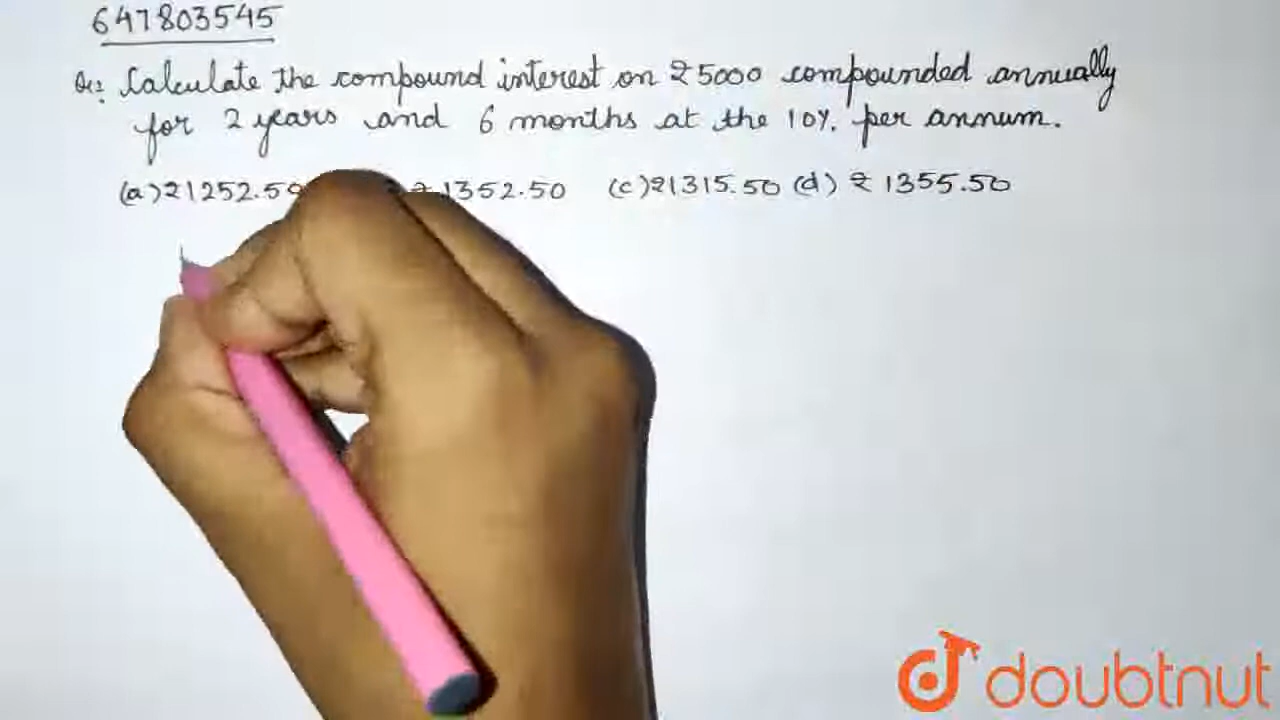 647803545
Q: Calculate the compound interest on ₹5000 compounded annually
for 2 years and 6 months at the 10%. per annum.
(a) ₹1252.50 ₹1352.50 (c) ₹1315.50 (d) ₹1355.50
doubtnut